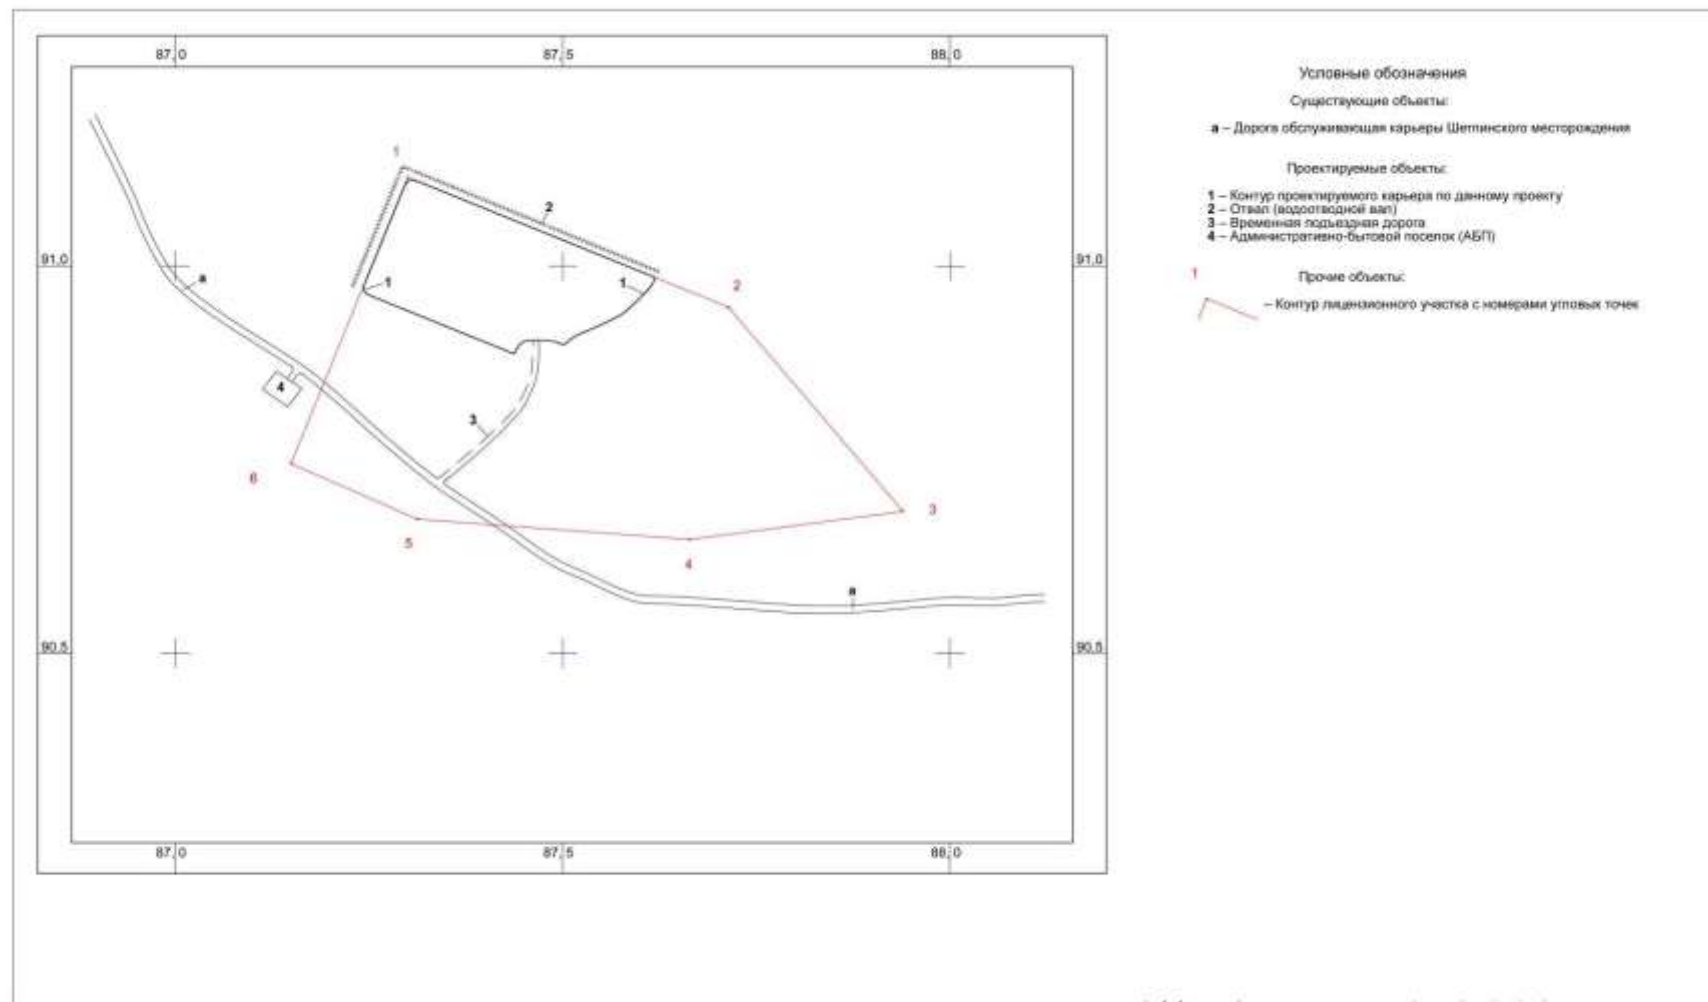 87,0 87,5 88,0
Условные обозначения
Существующие объекты:
а – Дорога обслуживающая карьеры Шетпинского месторождения
1
Проектируемые объекты:
1 – Контур проектируемого карьера по данному проекту
2 – Отвал (водоотводной вал)
3 – Временная подъездная дорога
4 – Административно-бытовой поселок (АБП)
2
91,0 91,0
1
Прочие объекты:
а
1
1
2
– Контур лицензионного участка с номерами угловых точек
4
3
6
3
5
4
а
90,5 90,5
87,0 87,5 88,0